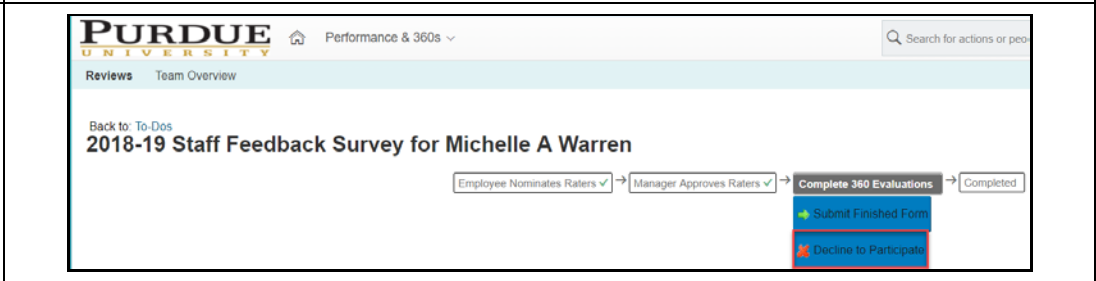 PURDUE
UNIVERSITY
Performance & 360s
Search for actions or peo
Reviews Team Overview
Back to: To-Dos
2018-19 Staff Feedback Survey for Michelle A Warren
Employee Nominates Raters ✓ → Manager Approves Raters ✓ → Complete 360 Evaluations → Completed
Submit Finished Form
Decline to Participate